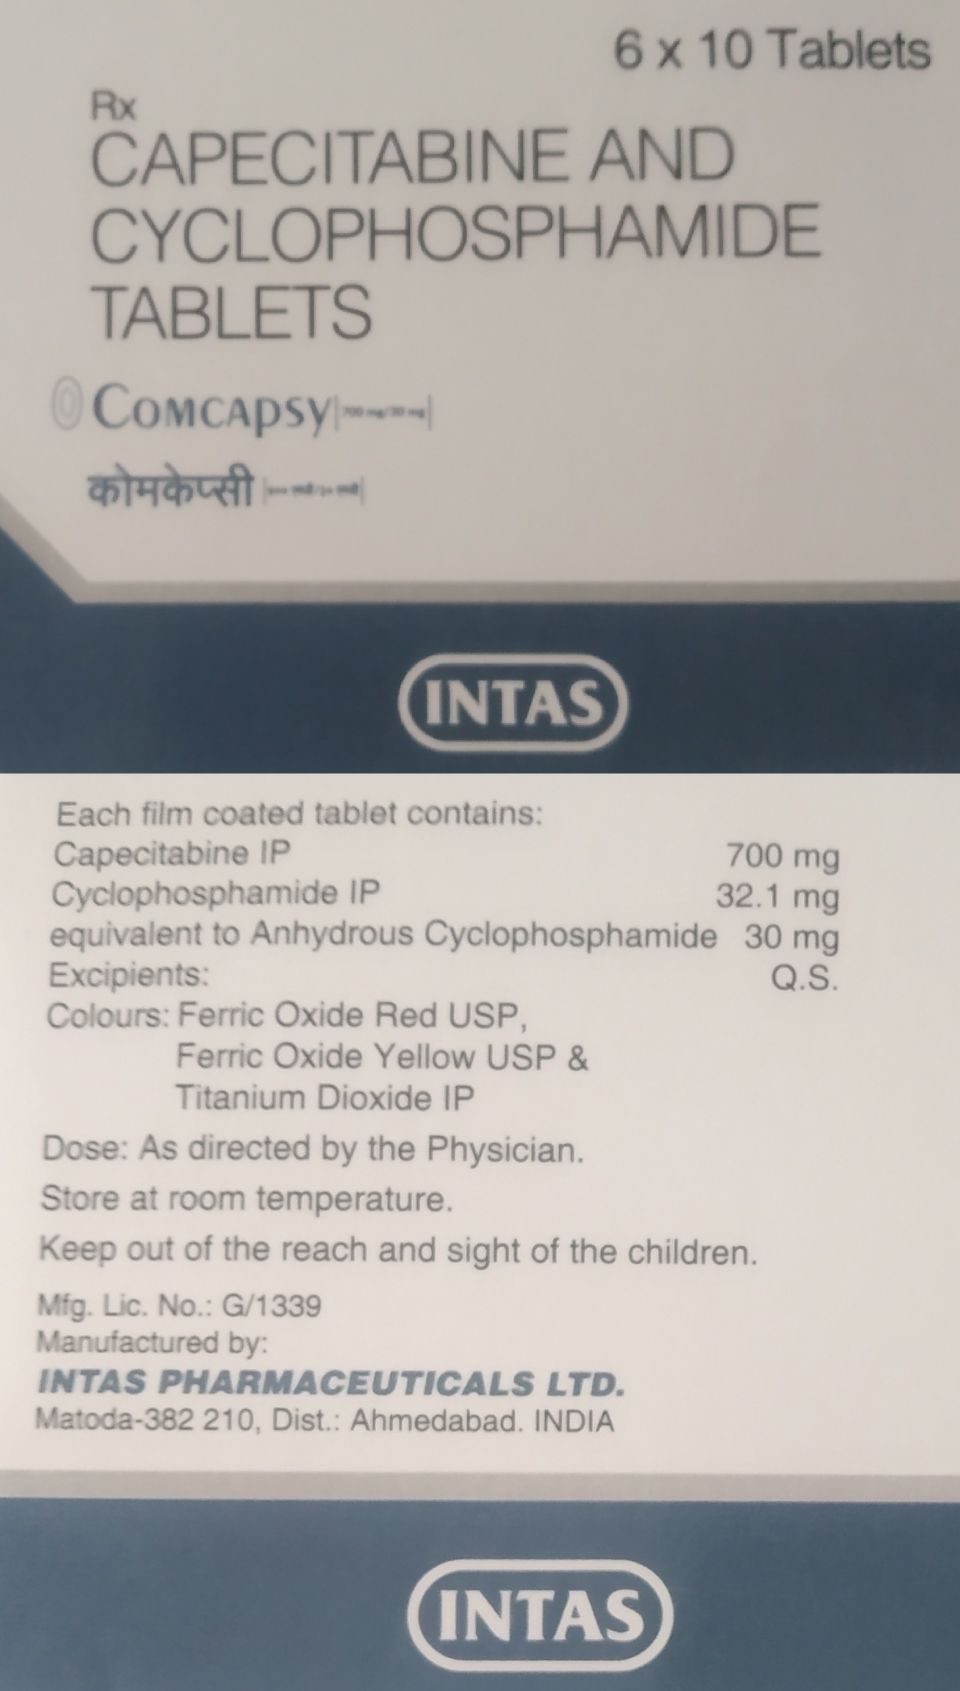 6 x 10 Tablets
Rx
CAPECITABINE AND
CYCLOPHOSPHAMIDE
TABLETS
COMCAPSY 700 mg/30 mg
कोमकेप्सी
INTAS
Each film coated tablet contains:
Capecitabine IP 700 mg
Cyclophosphamide IP 32.1 mg
equivalent to Anhydrous Cyclophosphamide 30 mg
Excipients: Q.S.
Colours: Ferric Oxide Red USP,
Ferric Oxide Yellow USP &
Titanium Dioxide IP
Dose: As directed by the Physician.
Store at room temperature.
Keep out of the reach and sight of the children.
Mfg. Lic. No.: G/1339
Manufactured by:
INTAS PHARMACEUTICALS LTD.
Matoda-382 210, Dist.: Ahmedabad. INDIA
INTAS